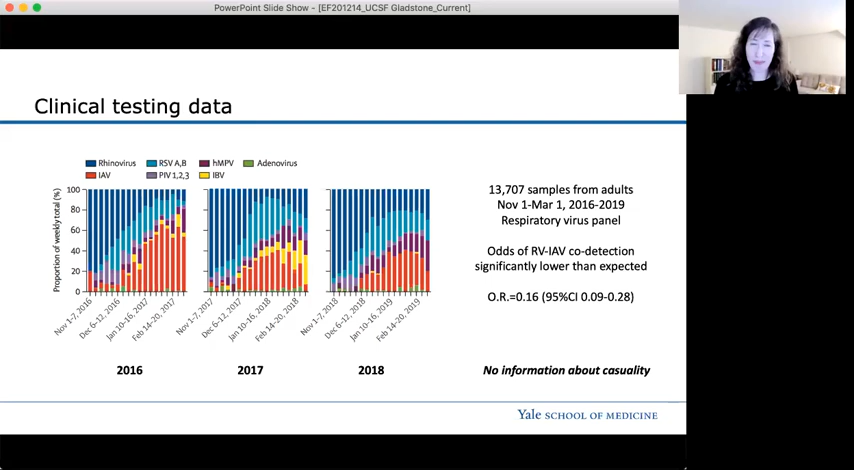 PowerPoint Slide Show - [EF201214_UCSF Gladstone_Current]
Clinical testing data
Rhinovirus RSV A,B hMPV Adenovirus
IAV PIV 1,2,3 IBV
Proportion of weekly total (%)
100
80
60
40
20
0
Nov 1-7, 2016
Dec 6-12, 2016
Jan 10-16, 2017
Feb 14-20, 2017
Nov 1-7, 2017
Dec 6-12, 2017
Jan 10-16, 2018
Feb 14-20, 2018
Nov 1-7, 2018
Dec 6-12, 2018
Jan 10-16, 2019
Feb 14-20, 2019
2016 2017 2018
13,707 samples from adults
Nov 1-Mar 1, 2016-2019
Respiratory virus panel
Odds of RV-IAV co-detection
significantly lower than expected
O.R.=0.16 (95%CI 0.09-0.28)
No information about casuality
Yale SCHOOL OF MEDICINE